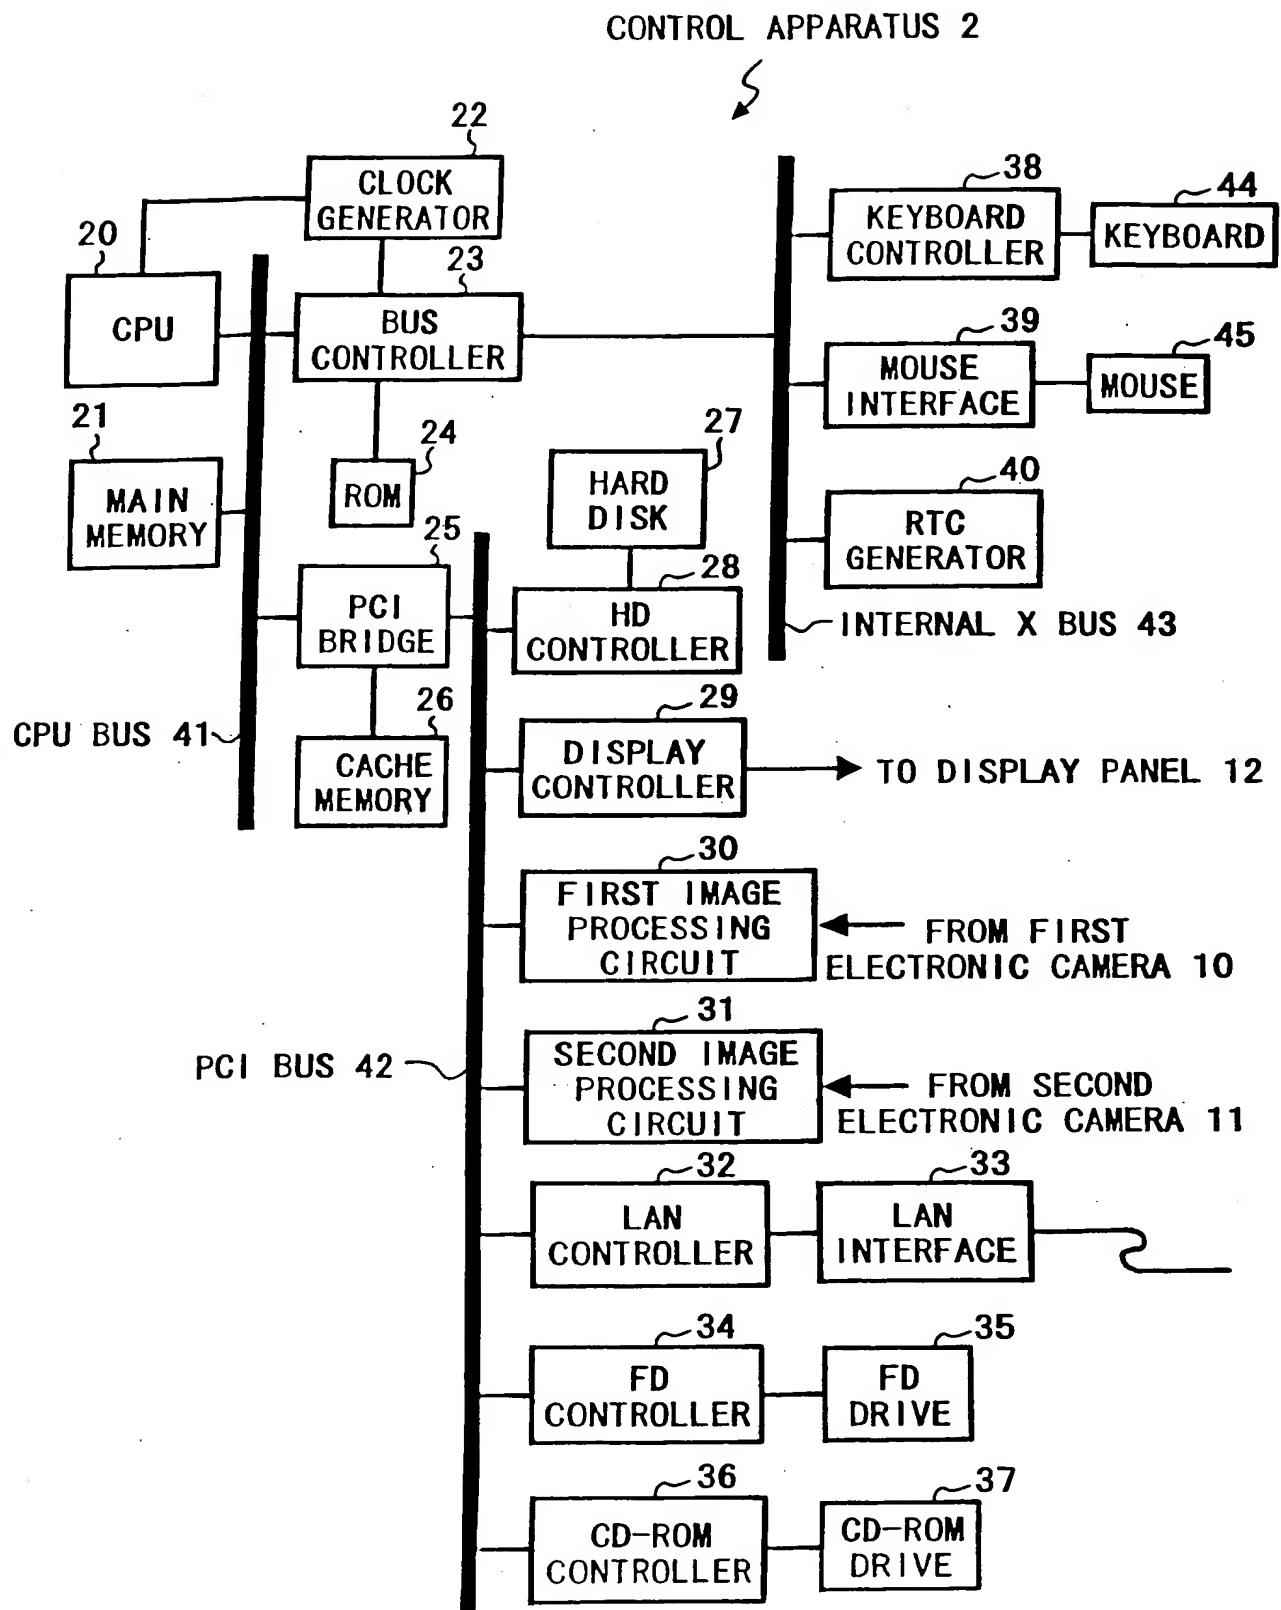 CONTROL APPARATUS 2
22
CLOCK
GENERATOR
20
CPU
23
BUS
CONTROLLER
21
MAIN
MEMORY
24
ROM
25
PCI
BRIDGE
26
CACHE
MEMORY
CPU BUS 41
27
HARD
DISK
28
HD
CONTROLLER
38
KEYBOARD
CONTROLLER
44
KEYBOARD
39
MOUSE
INTERFACE
45
MOUSE
40
RTC
GENERATOR
INTERNAL X BUS 43
29
DISPLAY
CONTROLLER
TO DISPLAY PANEL 12
30
FIRST IMAGE
PROCESSING
CIRCUIT
FROM FIRST
ELECTRONIC CAMERA 10
31
SECOND IMAGE
PROCESSING
CIRCUIT
FROM SECOND
ELECTRONIC CAMERA 11
PCI BUS 42
32
LAN
CONTROLLER
33
LAN
INTERFACE
34
FD
CONTROLLER
35
FD
DRIVE
36
CD-ROM
CONTROLLER
37
CD-ROM
DRIVE